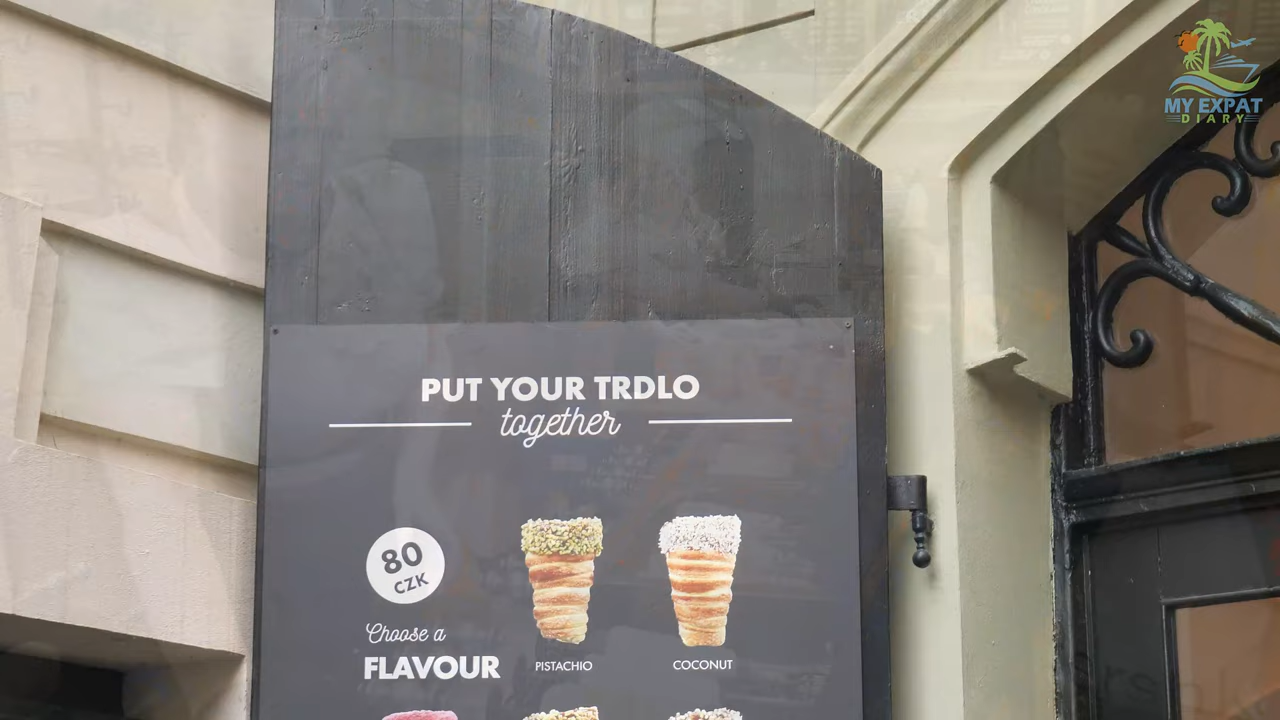 MY EXPAT
DIARY
PUT YOUR TRDLO
together
80
CZK
Choose a
FLAVOUR
PISTACHIO
COCONUT